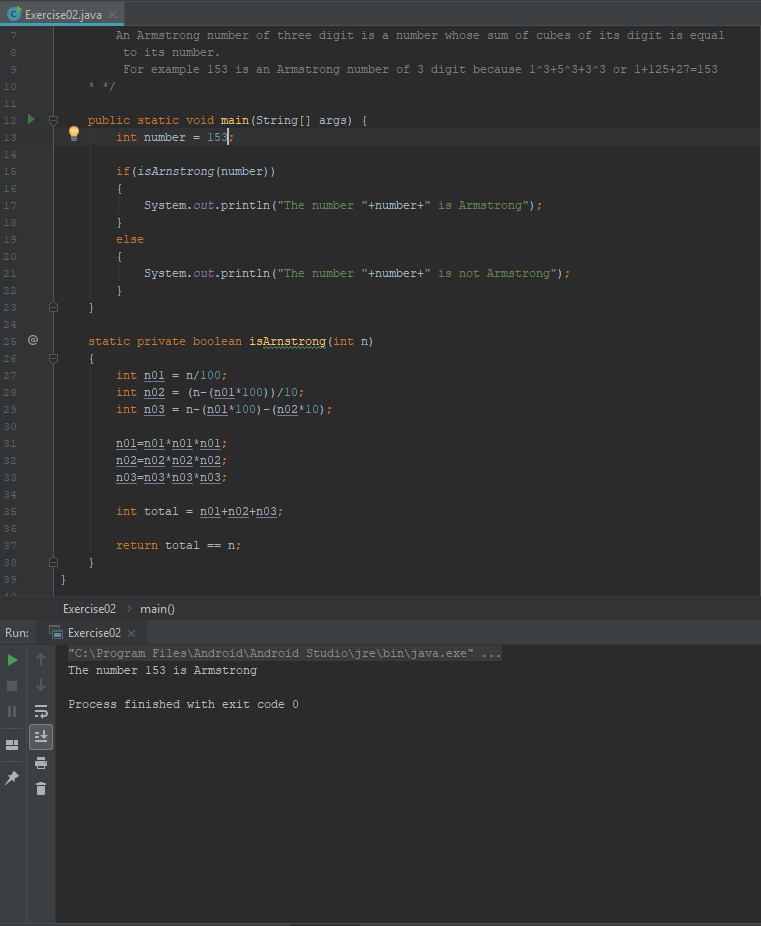 Exercise02.java
7 An Armstrong number of three digit is a number whose sum of cubes of its digit is equal
8 to its number.
9 For example 153 is an Armstrong number of 3 digit because 1^3+5^3+3^3 or 1+125+27=153
10 * */
11
12 public static void main(String[] args) {
13 int number = 153;
14
15 if(isArnstrong(number))
16 {
17 System.out.println("The number "+number+" is Armstrong");
18 }
19 else
20 {
21 System.out.println("The number "+number+" is not Armstrong");
22 }
23 }
24
25 @ static private boolean isArnstrong(int n)
26 {
27 int n01 = n/100;
28 int n02 = (n-(n01*100))/10;
29 int n03 = n-(n01*100)-(n02*10);
30
31 n01=n01*n01*n01;
32 n02=n02*n02*n02;
33 n03=n03*n03*n03;
34
35 int total = n01+n02+n03;
36
37 return total == n;
38 }
39 }
40
Exercise02 › main()
Run: Exercise02
"C:\Program Files\Android\Android Studio\jre\bin\java.exe" ...
The number 153 is Armstrong
Process finished with exit code 0